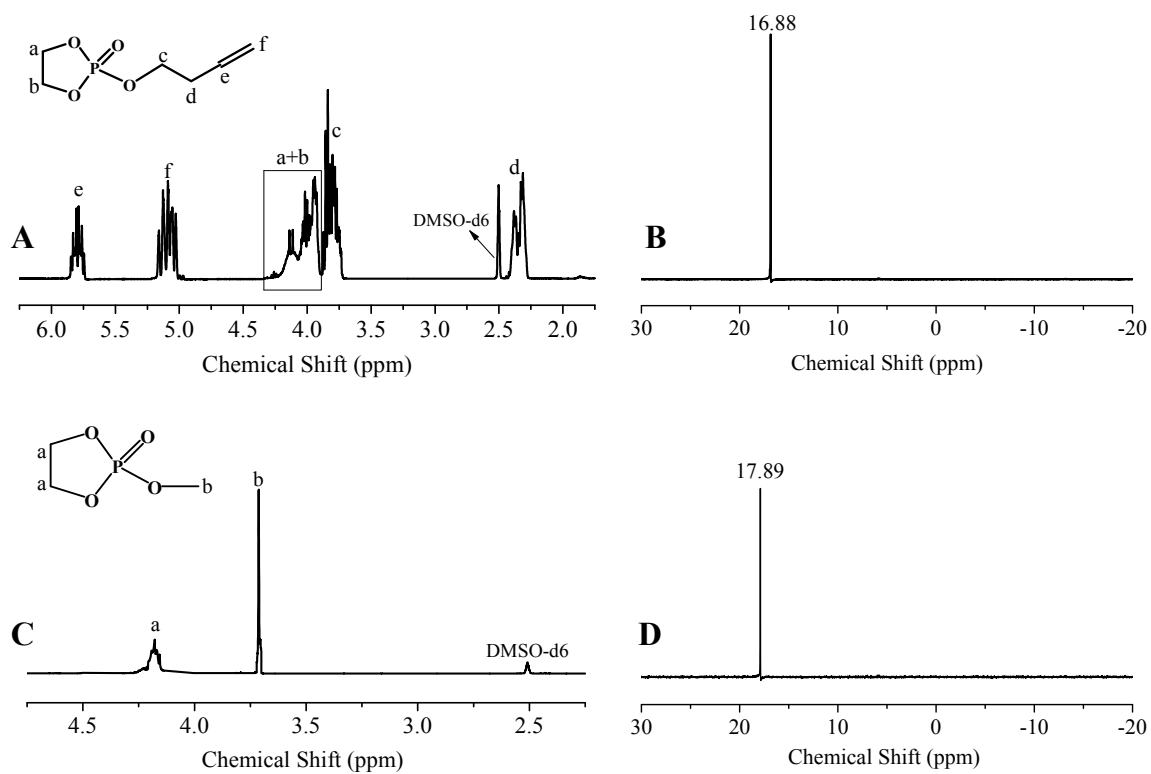 a
b
O
O
P
O
O
c
d
e
f
e
f
a+b
c
DMSO-d6
d
A
6.0 5.5 5.0 4.5 4.0 3.5 3.0 2.5 2.0
Chemical Shift (ppm)
16.88
B
30 20 10 0 -10 -20
Chemical Shift (ppm)
a
a
O
O
P
O
O
b
a
b
DMSO-d6
C
4.5 4.0 3.5 3.0 2.5
Chemical Shift (ppm)
17.89
D
30 20 10 0 -10 -20
Chemical Shift (ppm)